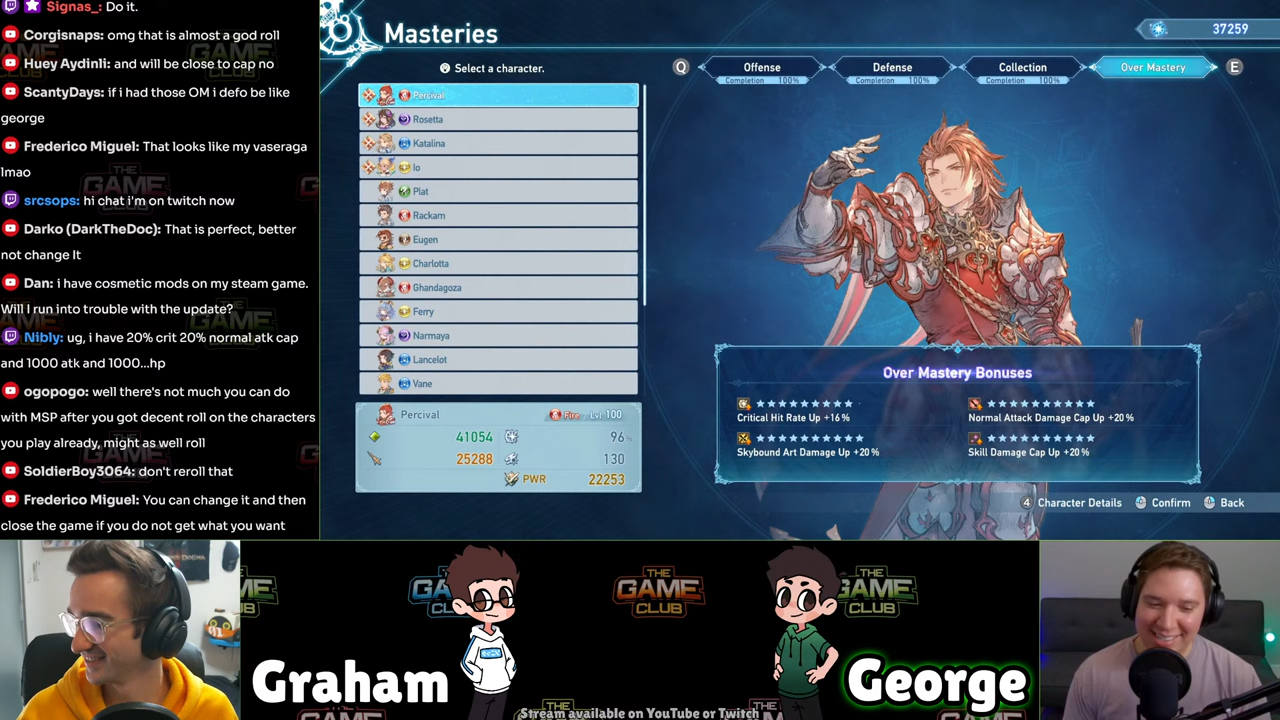 Signas_: Do it.
Corgisnaps: omg that is almost a god roll
Huey Aydinli: and will be close to cap no
ScantyDays: if i had those OM i defo be like
george
Frederico Miguel: That looks like my vaseraga
lmao
srcsops: hi chat i'm on twitch now
Darko (DarkTheDoc): That is perfect, better
not change It
Dan: i have cosmetic mods on my steam game.
Will I run into trouble with the update?
Nibly: ug, i have 20% crit 20% normal atk cap
and 1000 atk and 1000...hp
ogopogo: well there's not much you can do
with MSP after you got decent roll on the characters
you play already, might as well roll
SoldierBoy3064: don't reroll that
Frederico Miguel: You can change it and then
close the game if you do not get what you want
Masteries
37259
Select a character.
Q
Offense
Completion 100%
Defense
Completion 100%
Collection
Completion 100%
Over Mastery
E
Percival
Rosetta
Katalina
Io
Plat
Rackam
Eugen
Charlotta
Ghandagoza
Ferry
Narmaya
Lancelot
Vane
Percival
Fire Lvl 100
41054
96%
25288
130
PWR 22253
Over Mastery Bonuses
Critical Hit Rate Up +16%
Normal Attack Damage Cap Up +20%
Skybound Art Damage Up +20%
Skill Damage Cap Up +20%
4 Character Details
Confirm
Back
THE
GAME
CLUB
Graham
George
Stream available on YouTube or Twitch